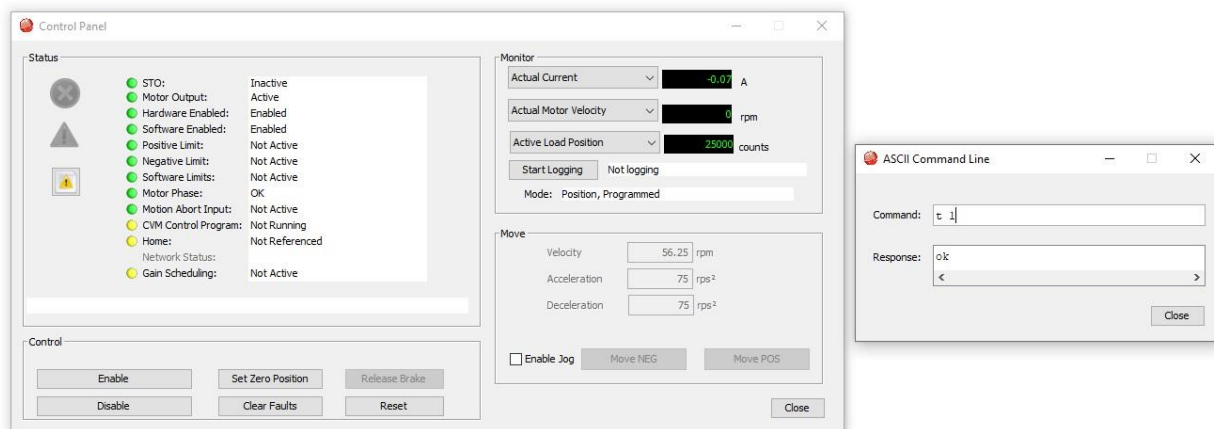 Control Panel
Status
STO: Inactive
Motor Output: Active
Hardware Enabled: Enabled
Software Enabled: Enabled
Positive Limit: Not Active
Negative Limit: Not Active
Software Limits: Not Active
Motor Phase: OK
Motion Abort Input: Not Active
CVM Control Program: Not Running
Home: Not Referenced
Network Status:
Gain Scheduling: Not Active
Control
Enable Set Zero Position Release Brake
Disable Clear Faults Reset
Monitor
Actual Current -0.07 A
Actual Motor Velocity 0 rpm
Active Load Position 25000 counts
Start Logging Not logging
Mode: Position, Programmed
Move
Velocity 56.25 rpm
Acceleration 75 rps²
Deceleration 75 rps²
Enable Jog Move NEG Move POS
Close
ASCII Command Line
Command: t 1
Response: ok
Close